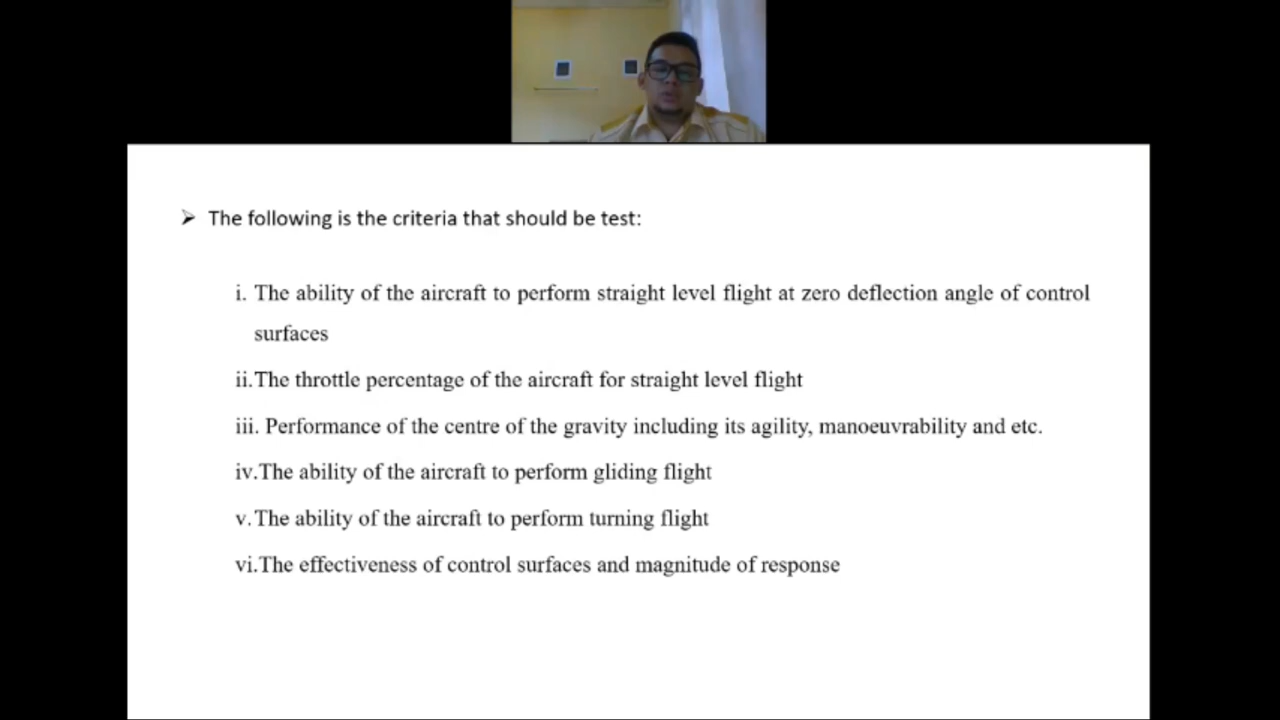 ➢ The following is the criteria that should be test:
i. The ability of the aircraft to perform straight level flight at zero deflection angle of control
surfaces
ii.The throttle percentage of the aircraft for straight level flight
iii. Performance of the centre of the gravity including its agility, manoeuvrability and etc.
iv.The ability of the aircraft to perform gliding flight
v.The ability of the aircraft to perform turning flight
vi.The effectiveness of control surfaces and magnitude of response